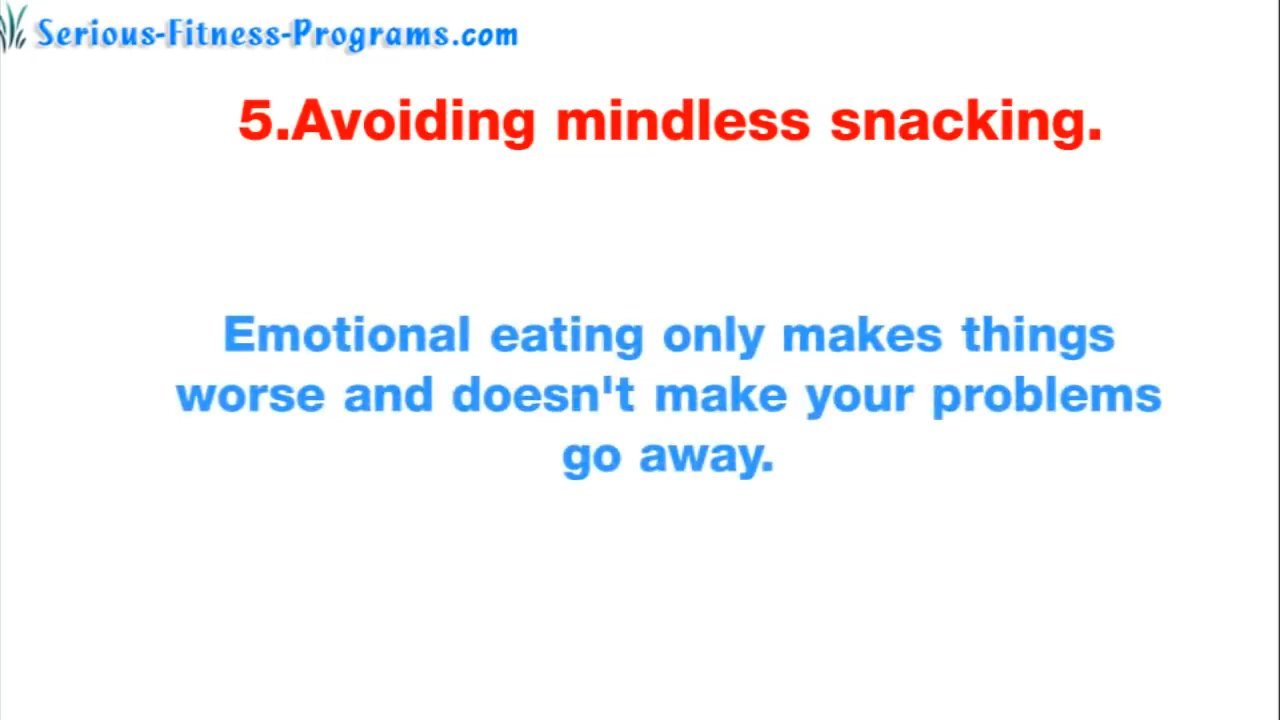 Serious-Fitness-Programs.com
5.Avoiding mindless snacking.
Emotional eating only makes things
worse and doesn't make your problems
go away.